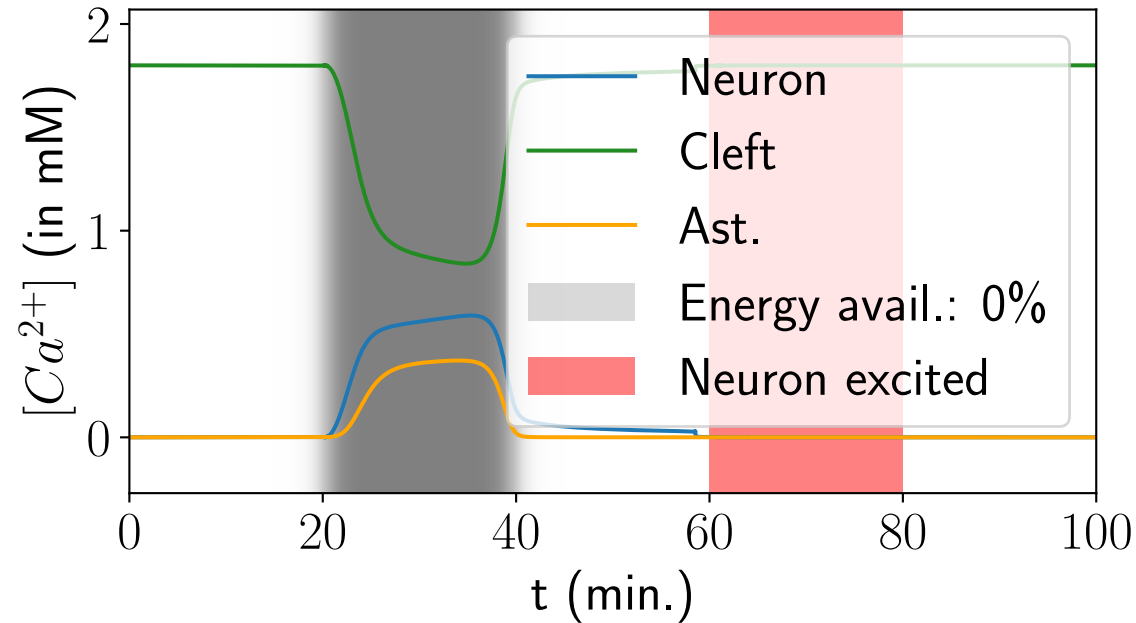 2
1
0
[Ca²⁺] (in mM)
Neuron
Cleft
Ast.
Energy avail.: 0%
Neuron excited
0 20 40 60 80 100
t (min.)